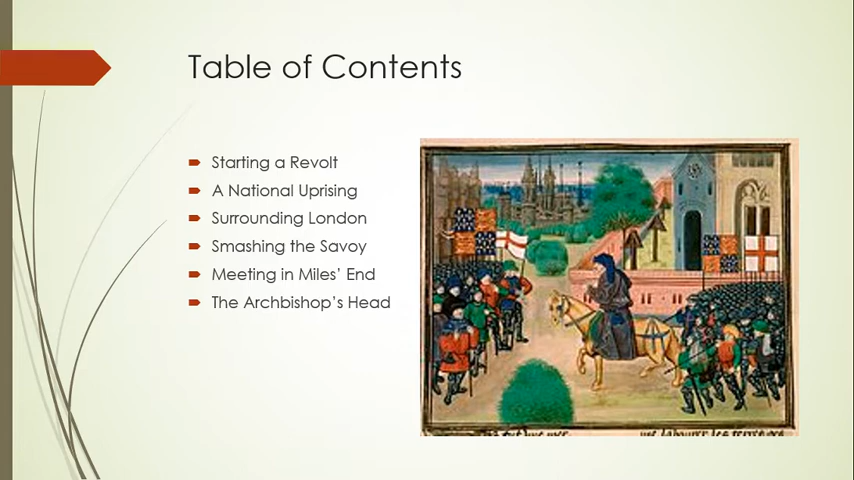 Table of Contents
Starting a Revolt
A National Uprising
Surrounding London
Smashing the Savoy
Meeting in Miles' End
The Archbishop's Head